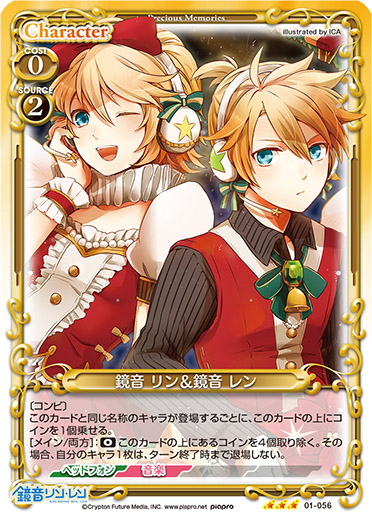 Precious Memories
Character
illustrated by ICA
COST
0
SOURCE
2
鏡音 リン&鏡音 レン
[コンビ]
このカードと同じ名称のキャラが登場するごとに、このカードの上にコ
インを1個乗せる。
[メイン/両方]:このカードの上にあるコインを4個取り除く。その
場合、自分のキャラ1枚は、ターン終了時まで退場しない。
ヘッドフォン 音楽
鏡音リン・レン
KAGAMINE RIN/LEN
★★★ 01-056
©Crypton Future Media, INC. www.piapro.net piapro